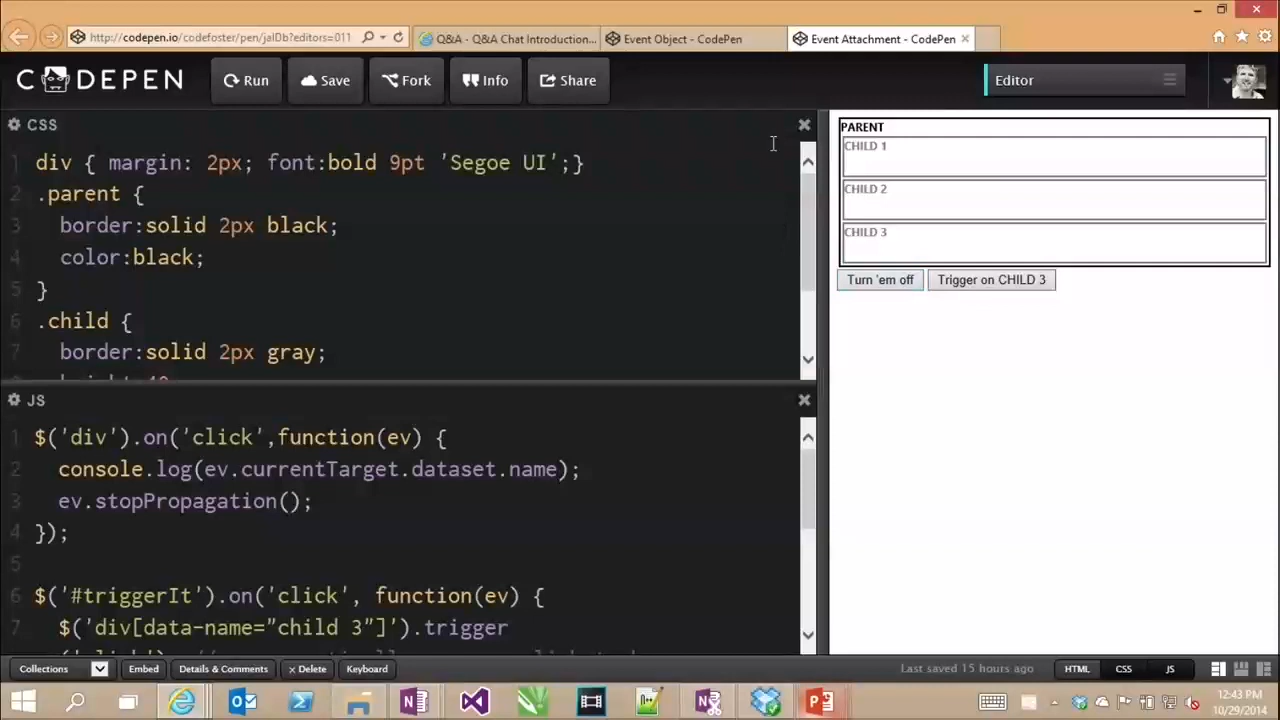 http://codepen.io/codefoster/pen/jalDb?editors=011
Q&A - Q&A Chat Introduction...
Event Object - CodePen
Event Attachment - CodePen
CODEPEN
Run
Save
Fork
Info
Share
Editor
CSS
1 div { margin: 2px; font:bold 9pt 'Segoe UI';}
2 .parent {
3 border:solid 2px black;
4 color:black;
5 }
6 .child {
7 border:solid 2px gray;
JS
1 $('div').on('click',function(ev) {
2 console.log(ev.currentTarget.dataset.name);
3 ev.stopPropagation();
4 });
5
6 $('#triggerIt').on('click', function(ev) {
7 $('div[data-name="child 3"]').trigger
PARENT
CHILD 1
CHILD 2
CHILD 3
Turn 'em off
Trigger on CHILD 3
Collections
Embed
Details & Comments
× Delete
Keyboard
Last saved 15 hours ago
HTML
CSS
JS
12:43 PM
10/29/2014